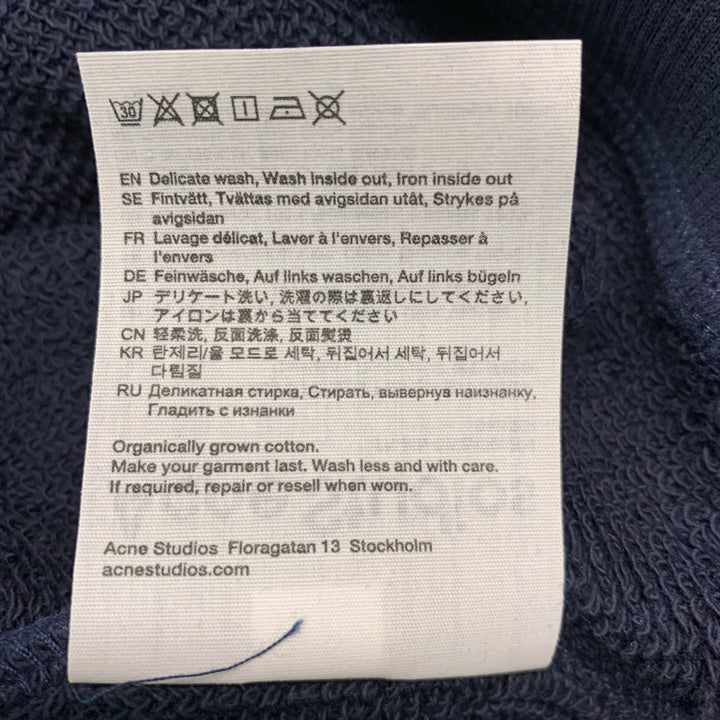 30
EN Delicate wash, Wash inside out, Iron inside out
SE Fintvätt, Tvättas med avigsidan utåt, Strykes på
avigsidan
FR Lavage délicat, Laver à l'envers, Repasser à
l'envers
DE Feinwäsche, Auf links waschen, Auf links bügeln
JP デリケート洗い, 洗濯の際は裏返しにしてください,
アイロンは裏から当ててください
CN 轻柔洗, 反面洗涤, 反面熨烫
KR 란제리/울 모드로 세탁, 뒤집어서 세탁, 뒤집어서
다림질
RU Деликатная стирка, Стирать, вывернув наизнанку,
Гладить с изнанки
Organically grown cotton.
Make your garment last. Wash less and with care.
If required, repair or resell when worn.
Acne Studios Floragatan 13 Stockholm
acnestudios.com